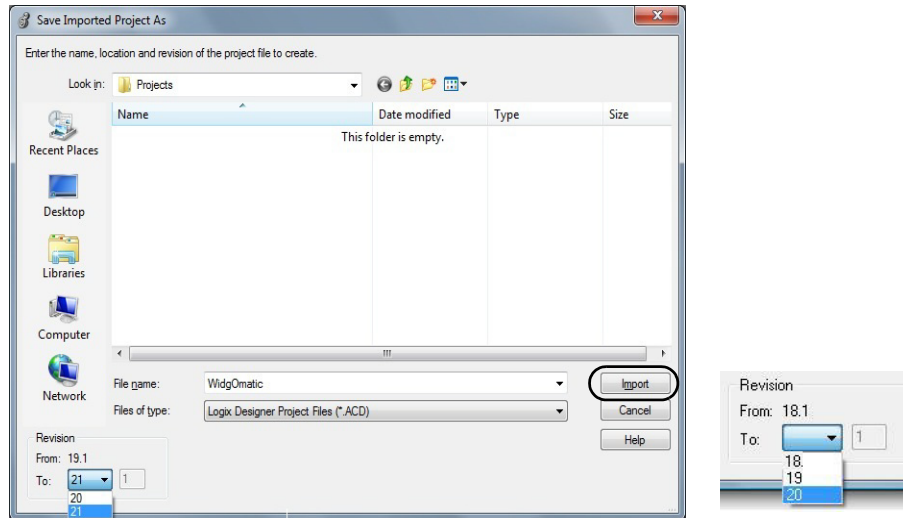 Save Imported Project As
Enter the name, location and revision of the project file to create.
Look in: Projects
Name Date modified Type Size
This folder is empty.
Recent Places
Desktop
Libraries
Computer
Network
File name: WidgOmatic Import
Files of type: Logix Designer Project Files (*.ACD) Cancel
Help
Revision
From: 19.1
To: 21 1
20
21
Revision
From: 18.1
To: 1
18.
19
20